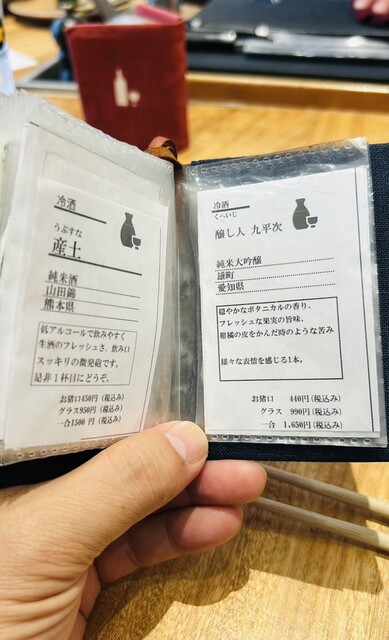 冷酒
うぶすな
産土
純米酒
山田錦
熊本県
低アルコールで飲みやすく
生酒のフレッシュさ、飲み口
スッキリの微発砲です。
是非1杯目にどうぞ。
お猪口450円(税込み)
グラス950円(税込み)
一合1500円(税込み)
冷酒
くへいじ
醸し人 九平次
純米大吟醸
雄町
愛知県
穏やかなボタニカルの香り、
フレッシュな果実の旨味、
柑橘の皮をかんだ時のような苦み
様々な表情を感じる1本。
お猪口 440円(税込み)
グラス 990円(税込み)
一合 1,650円(税込み)